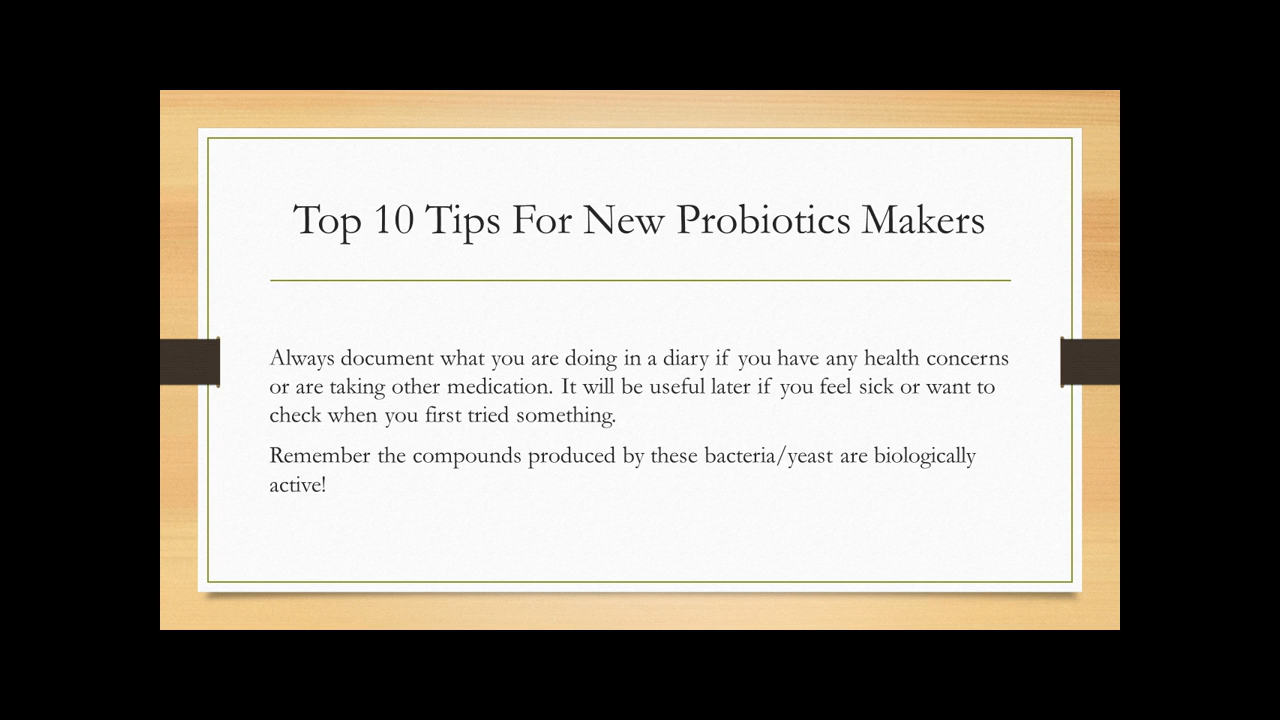 Top 10 Tips For New Probiotics Makers
Always document what you are doing in a diary if you have any health concerns
or are taking other medication. It will be useful later if you feel sick or want to
check when you first tried something.
Remember the compounds produced by these bacteria/yeast are biologically
active!